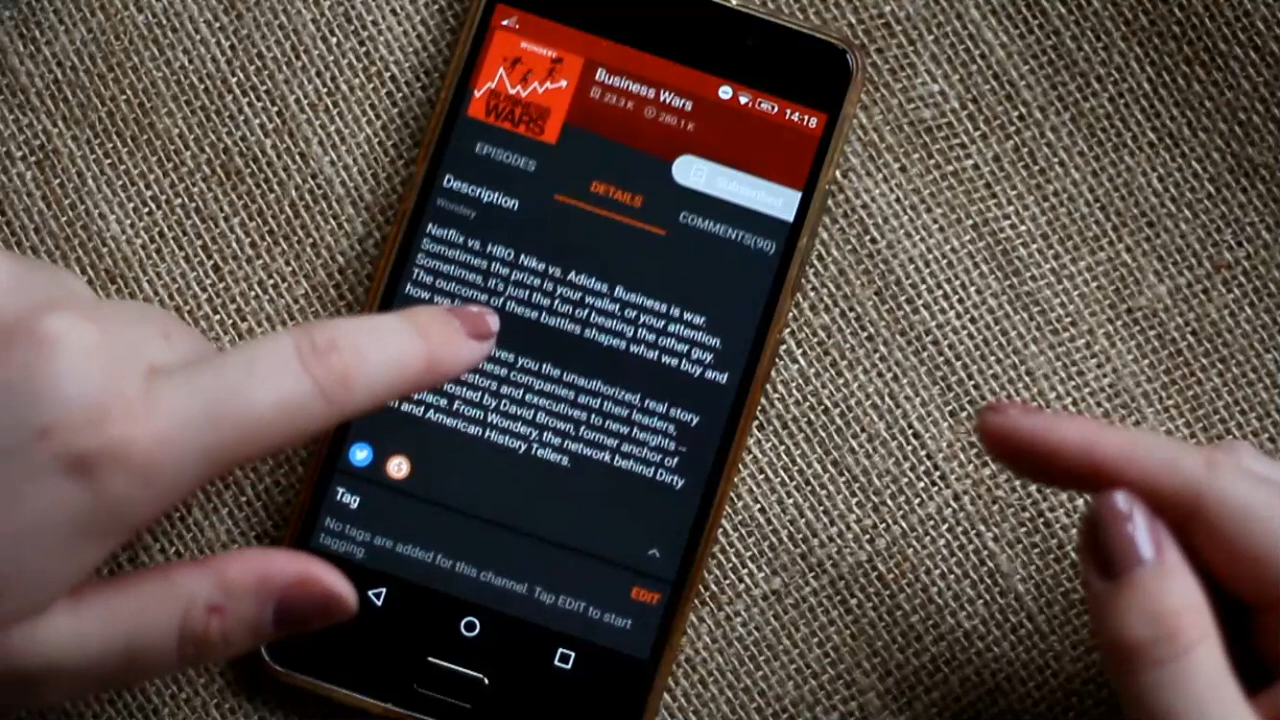 14:18
WONDERY
BUSINESS
WARS
Business Wars
23.3 K 260.1 K
Subscribed
EPISODES
DETAILS
COMMENTS(90)
Description
Wondery
Netflix vs. HBO. Nike vs. Adidas. Business is war.
Sometimes the prize is your wallet, or your attention.
Sometimes, it's just the fun of beating the other guy.
The outcome of these battles shapes what we buy and
how we
you the unauthorized, real story
companies and their leaders,
and executives to new heights --
hosted by David Brown, former anchor of
From Wondery, the network behind Dirty
and American History Tellers.
Tag
No tags are added for this channel. Tap EDIT to start
tagging.
EDIT